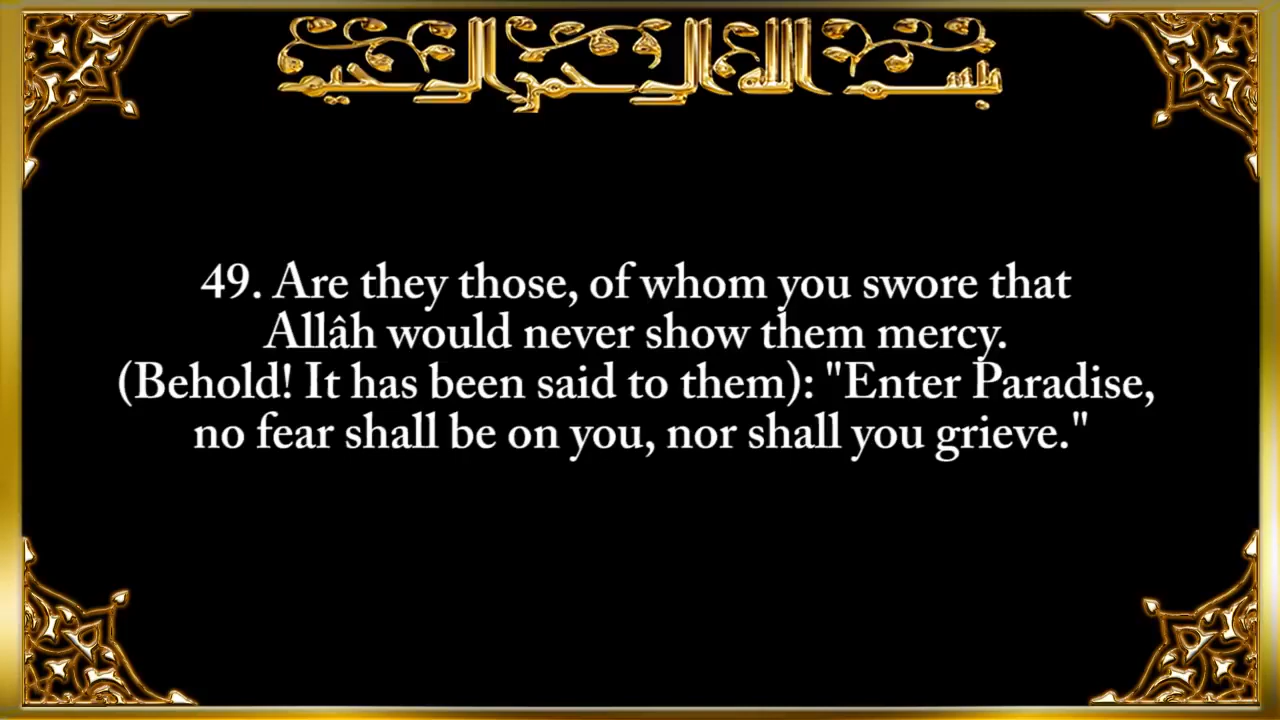 بسم الله الرحمن الرحيم
49. Are they those, of whom you swore that
Allâh would never show them mercy.
(Behold! It has been said to them): "Enter Paradise,
no fear shall be on you, nor shall you grieve."